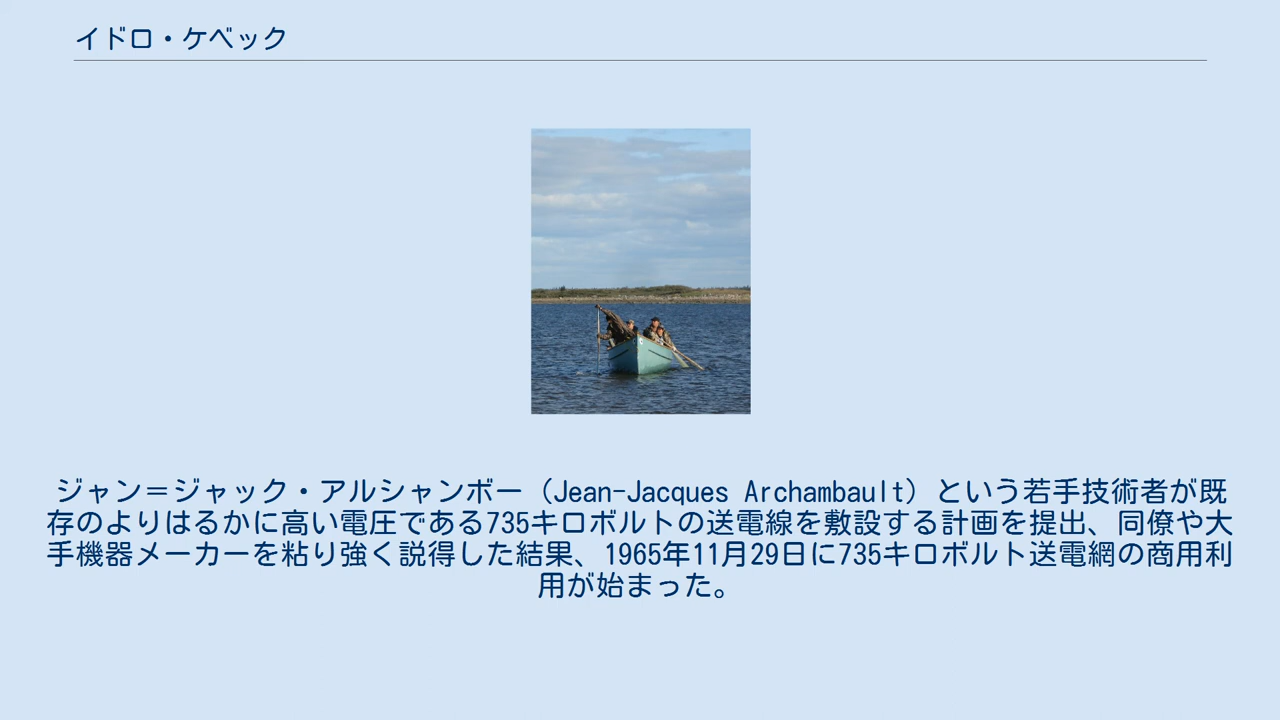 イドロ・ケベック
ジャン＝ジャック・アルシャンボー（Jean-Jacques Archambault）という若手技術者が既
存のよりはるかに高い電圧である735キロボルトの送電線を敷設する計画を提出、同僚や大
手機器メーカーを粘り強く説得した結果、1965年11月29日に735キロボルト送電網の商用利
用が始まった。